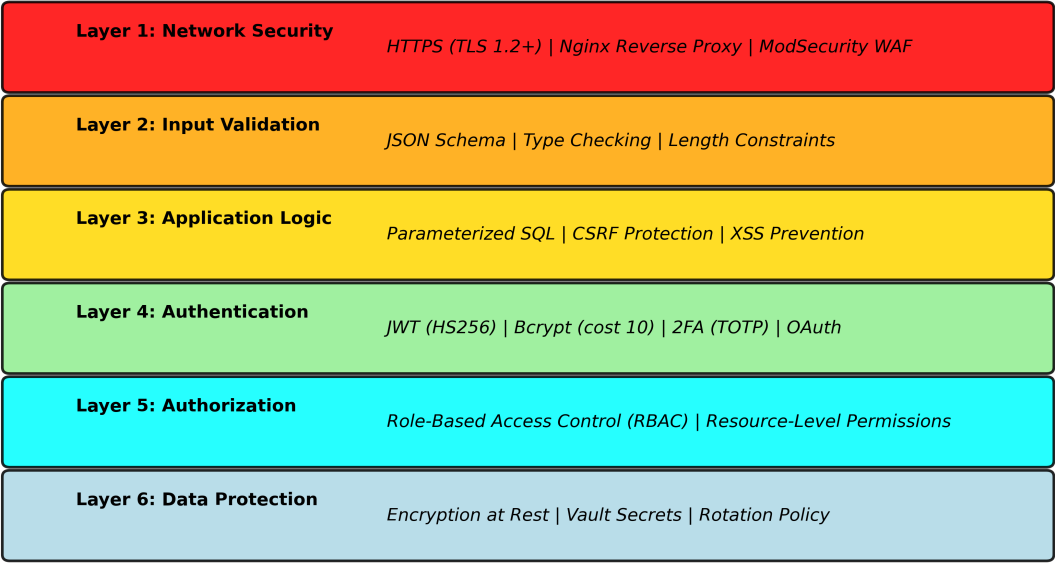 Layer 1: Network Security
HTTPS (TLS 1.2+) | Nginx Reverse Proxy | ModSecurity WAF
Layer 2: Input Validation
JSON Schema | Type Checking | Length Constraints
Layer 3: Application Logic
Parameterized SQL | CSRF Protection | XSS Prevention
Layer 4: Authentication
JWT (HS256) | Bcrypt (cost 10) | 2FA (TOTP) | OAuth
Layer 5: Authorization
Role-Based Access Control (RBAC) | Resource-Level Permissions
Layer 6: Data Protection
Encryption at Rest | Vault Secrets | Rotation Policy